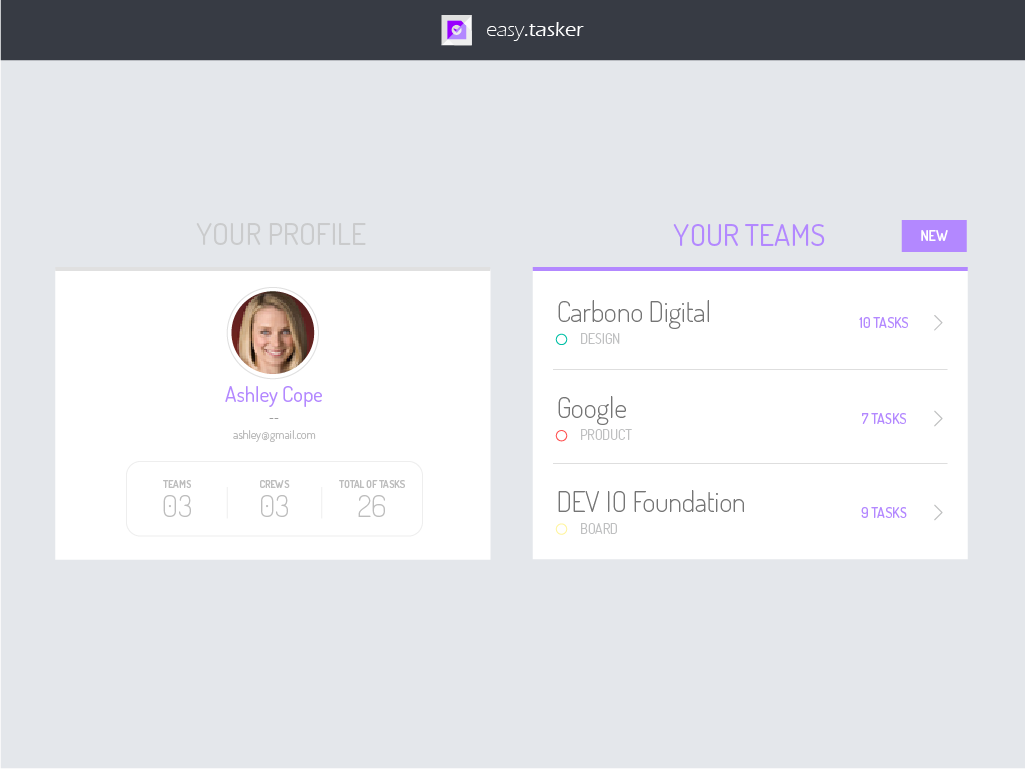 easy.tasker
YOUR PROFILE
Ashley Cope
--
ashley@gmail.com
TEAMS
03
CREWS
03
TOTAL OF TASKS
26
YOUR TEAMS
NEW
Carbono Digital
DESIGN
10 TASKS
Google
PRODUCT
7 TASKS
DEV IO Foundation
BOARD
9 TASKS